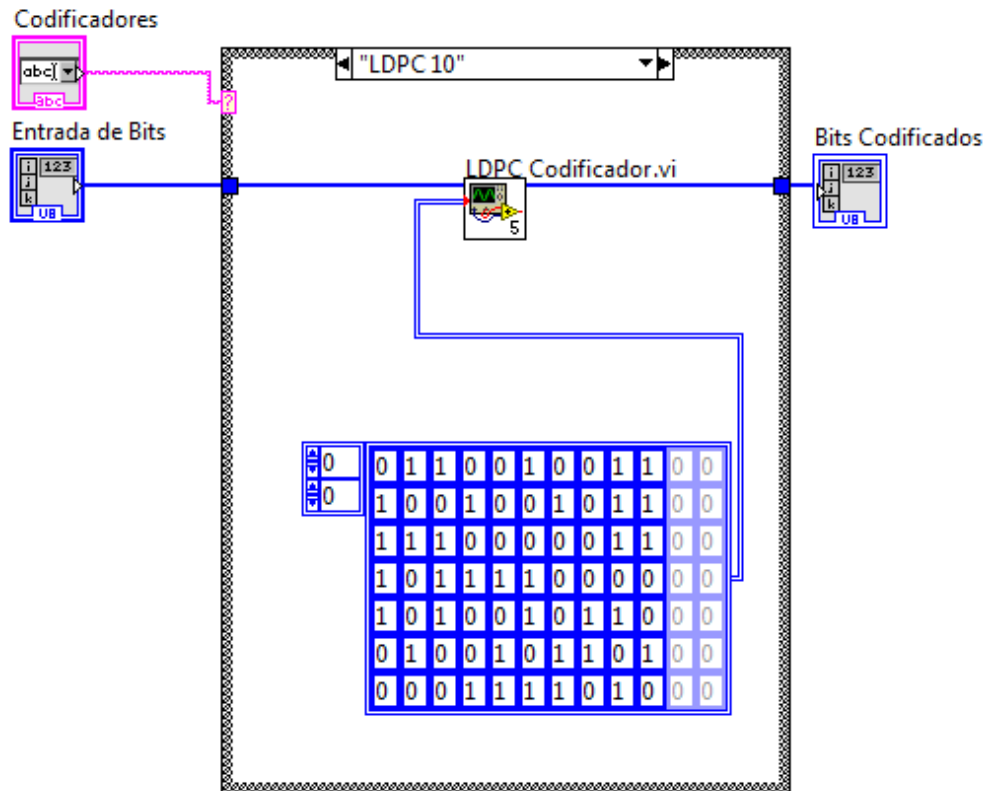 Codificadores
abc
abc
"LDPC 10"
Entrada de Bits
i 123
j
k
U8
?
LDPC Codificador.vi
5
Bits Codificados
i 123
j
k
U8
0
0
0 1 1 0 0 1 0 0 1 1 0 0
1 0 0 1 0 0 1 0 1 1 0 0
1 1 1 0 0 0 0 0 1 1 0 0
1 0 1 1 1 1 0 0 0 0 0 0
1 0 1 0 0 1 0 1 1 0 0 0
0 1 0 0 1 0 1 1 0 1 0 0
0 0 0 1 1 1 1 0 1 0 0 0